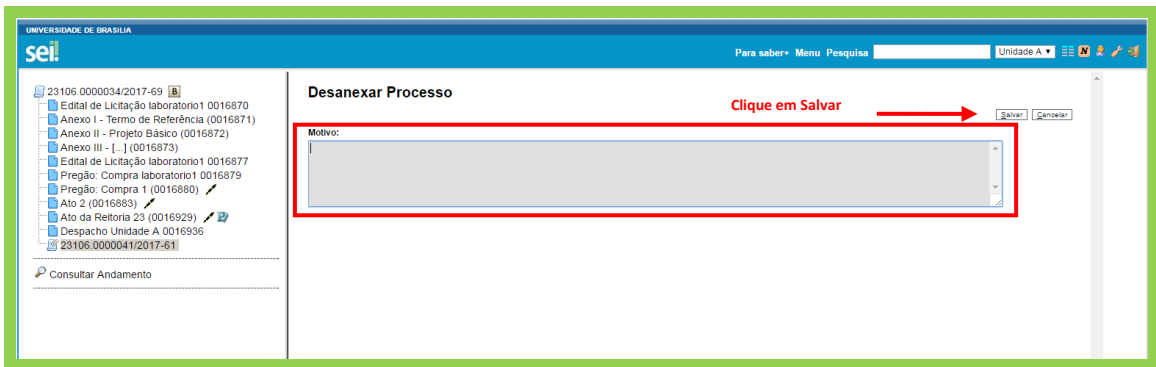 UNIVERSIDADE DE BRASILIA
sei!
Para saber+ Menu Pesquisa Unidade A N
23106.0000034/2017-69 B
Edital de Licitação laboratorio1 0016870
Anexo I - Termo de Referência (0016871)
Anexo II - Projeto Básico (0016872)
Anexo III - [...] (0016873)
Edital de Licitação laboratorio1 0016877
Pregão: Compra laboratorio1 0016879
Pregão: Compra 1 (0016880)
Ato 2 (0016883)
Ato da Reitoria 23 (0016929)
Despacho Unidade A 0016936
23106.0000041/2017-61
Consultar Andamento
Desanexar Processo
Clique em Salvar
Salvar Cancelar
Motivo: